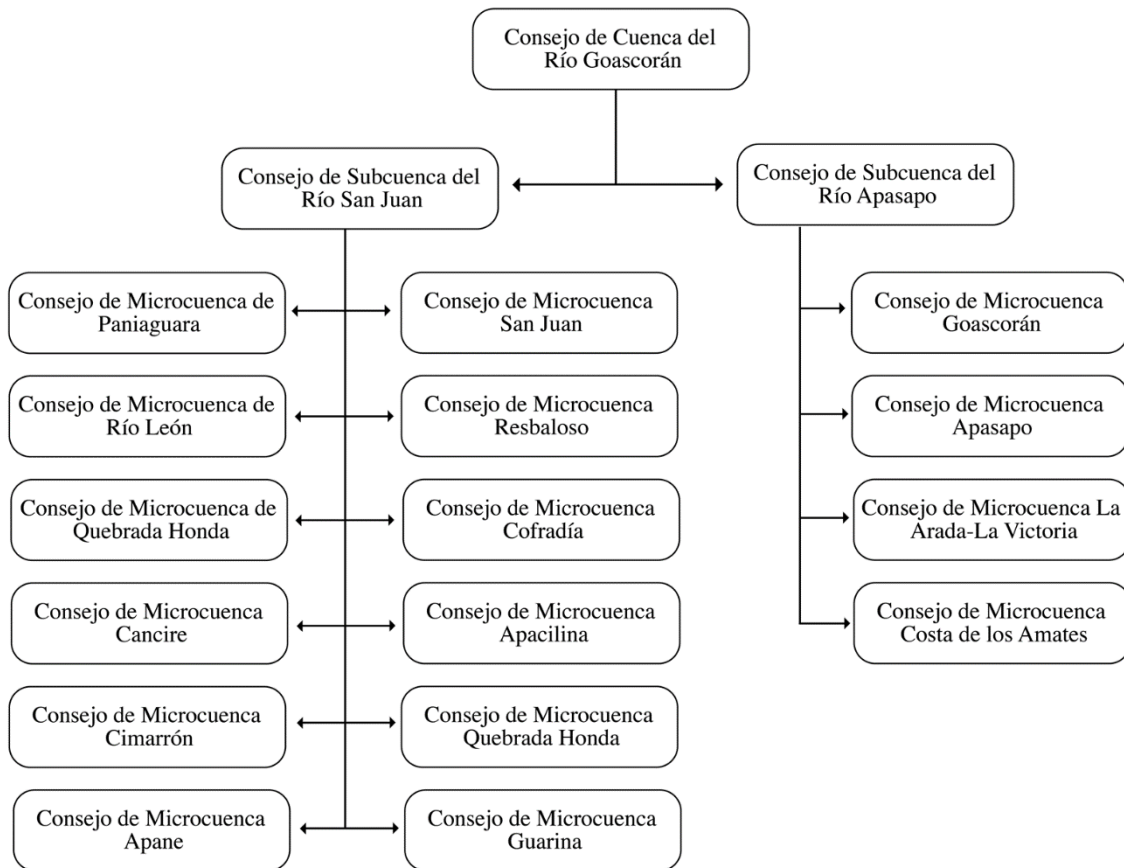 Consejo de Cuenca del
Río Goascorán
Consejo de Subcuenca del
Río San Juan
Consejo de Subcuenca del
Río Apasapo
Consejo de Microcuenca de
Paniaguara
Consejo de Microcuenca
San Juan
Consejo de Microcuenca
Goascorán
Consejo de Microcuenca de
Río León
Consejo de Microcuenca
Resbaloso
Consejo de Microcuenca
Apasapo
Consejo de Microcuenca de
Quebrada Honda
Consejo de Microcuenca
Cofradía
Consejo de Microcuenca La
Arada-La Victoria
Consejo de Microcuenca
Cancire
Consejo de Microcuenca
Apacilina
Consejo de Microcuenca
Costa de los Amates
Consejo de Microcuenca
Cimarrón
Consejo de Microcuenca
Quebrada Honda
Consejo de Microcuenca
Apane
Consejo de Microcuenca
Guarina